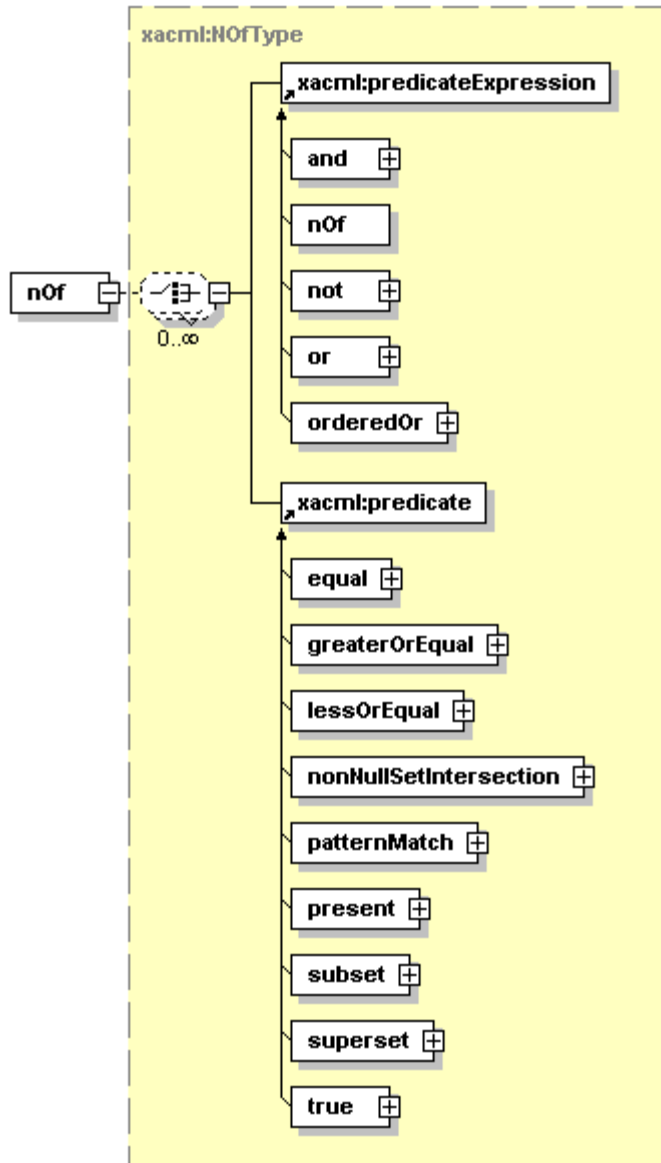 xacml:NOfType
xacml:predicateExpression
and
nOf
not
or
orderedOr
nOf
0..∞
xacml:predicate
equal
greaterOrEqual
lessOrEqual
nonNullSetIntersection
patternMatch
present
subset
superset
true